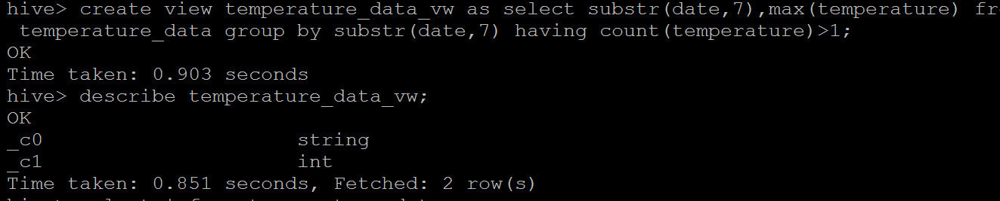 hive> create view temperature_data_vw as select substr(date,7),max(temperature) fr
temperature_data group by substr(date,7) having count(temperature)>1;
OK
Time taken: 0.903 seconds
hive> describe temperature_data_vw;
OK
_c0 string
_c1 int
Time taken: 0.851 seconds, Fetched: 2 row(s)